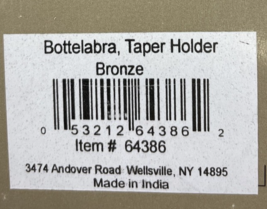 Bottelabra, Taper Holder
Bronze
0 53212 64386 2
Item # 64386
3474 Andover Road Wellsville, NY 14895
Made in India